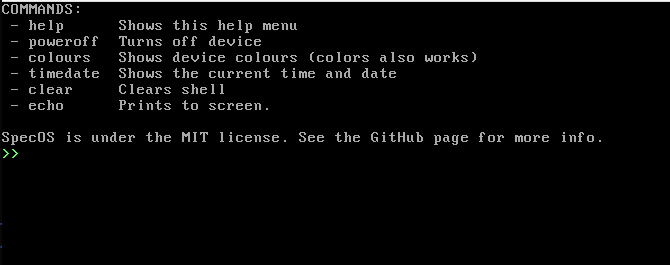 COMMANDS:
- help Shows this help menu
- poweroff Turns off device
- colours Shows device colours (colors also works)
- timedate Shows the current time and date
- clear Clears shell
- echo Prints to screen.
SpecOS is under the MIT license. See the GitHub page for more info.
>>